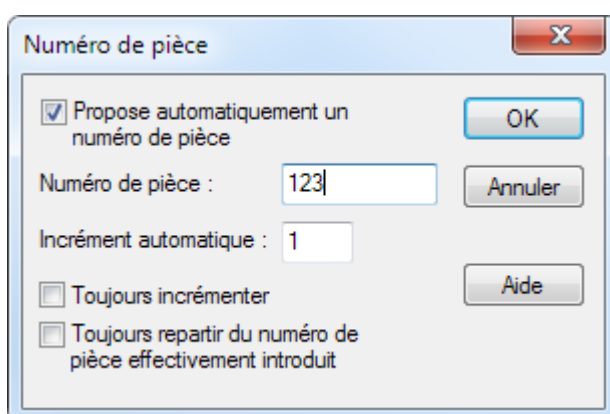 Numéro de pièce
Propose automatiquement un
numéro de pièce
OK
Numéro de pièce :
123
Annuler
Incrément automatique :
1
Toujours incrémenter
Aide
Toujours repartir du numéro de
pièce effectivement introduit